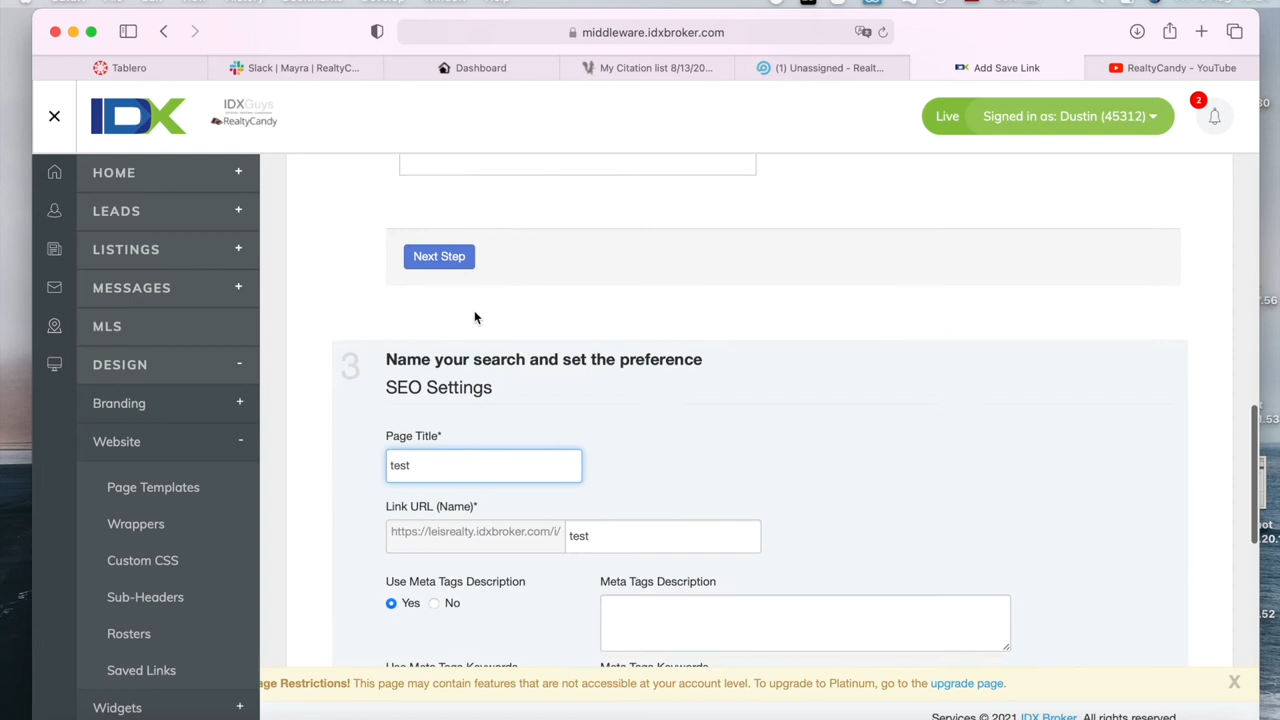 middleware.idxbroker.com
Tablero
Slack | Mayra | RealtyC...
Dashboard
My Citation list 8/13/20...
(1) Unassigned - Realt...
Add Save Link
RealtyCandy - YouTube
IDX
IDXGuys
RealtyCandy
Live
Signed in as: Dustin (45312)
2
HOME +
LEADS +
LISTINGS +
MESSAGES +
MLS
DESIGN -
Branding +
Website -
Page Templates
Wrappers
Custom CSS
Sub-Headers
Rosters
Saved Links
Widgets +
Next Step
3
Name your search and set the preference
SEO Settings
Page Title*
test
Link URL (Name)*
https://leisrealty.idxbroker.com/i/ test
Use Meta Tags Description
Meta Tags Description
Yes No
Use Meta Tags Keywords
Meta Tags Keywords
age Restrictions! This page may contain features that are not accessible at your account level. To upgrade to Platinum, go to the upgrade page. X
Services © 2021 IDX Broker. All rights reserved.